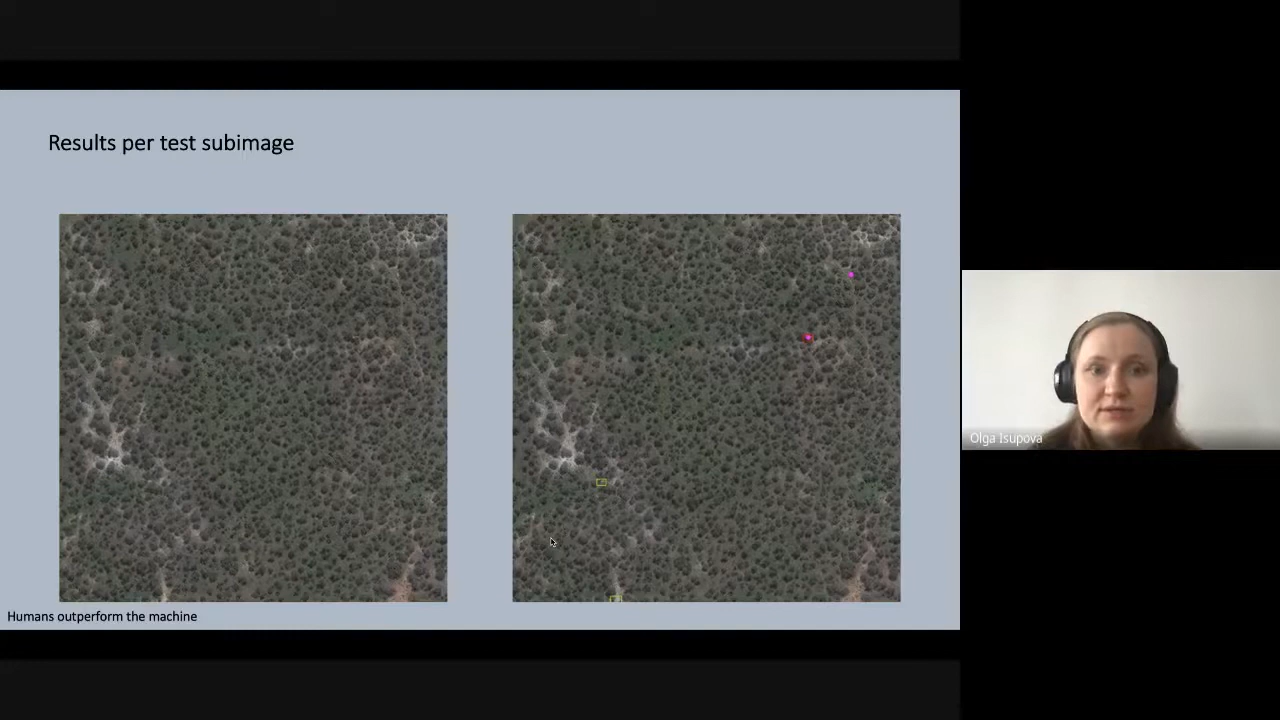 Results per test subimage
Olga Isupova
Humans outperform the machine